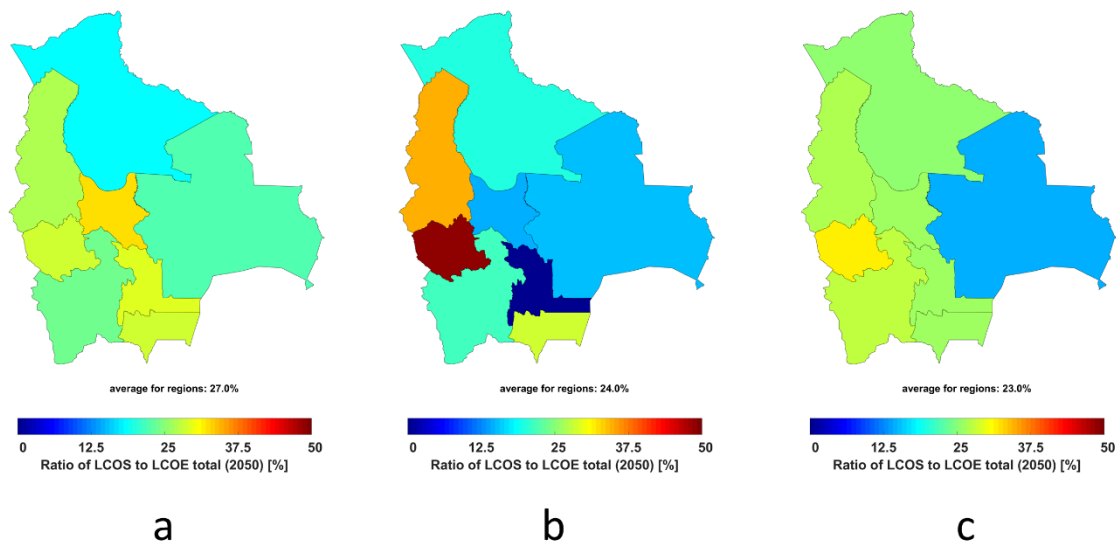 average for regions: 27.0%
0 12.5 25 37.5 50
Ratio of LCOS to LCOE total (2050) [%]
a
average for regions: 24.0%
0 12.5 25 37.5 50
Ratio of LCOS to LCOE total (2050) [%]
b
average for regions: 23.0%
0 12.5 25 37.5 50
Ratio of LCOS to LCOE total (2050) [%]
c